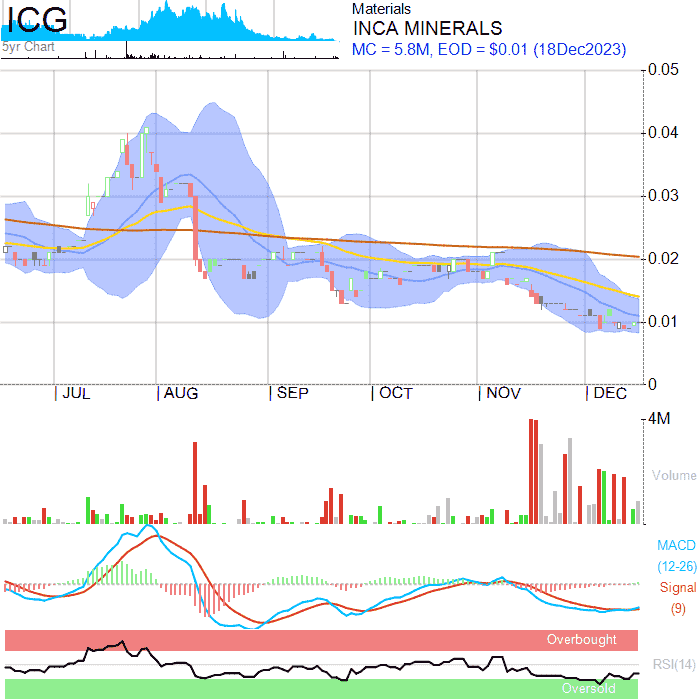 ICG
5yr Chart
Materials
INCA MINERALS
MC = 5.8M, EOD = $0.01 (18Dec2023)
0.05
0.04
0.03
0.02
0.01
0
JUL AUG SEP OCT NOV DEC
4M
Volume
MACD
(12-26)
Signal
(9)
Overbought
RSI(14)
Oversold